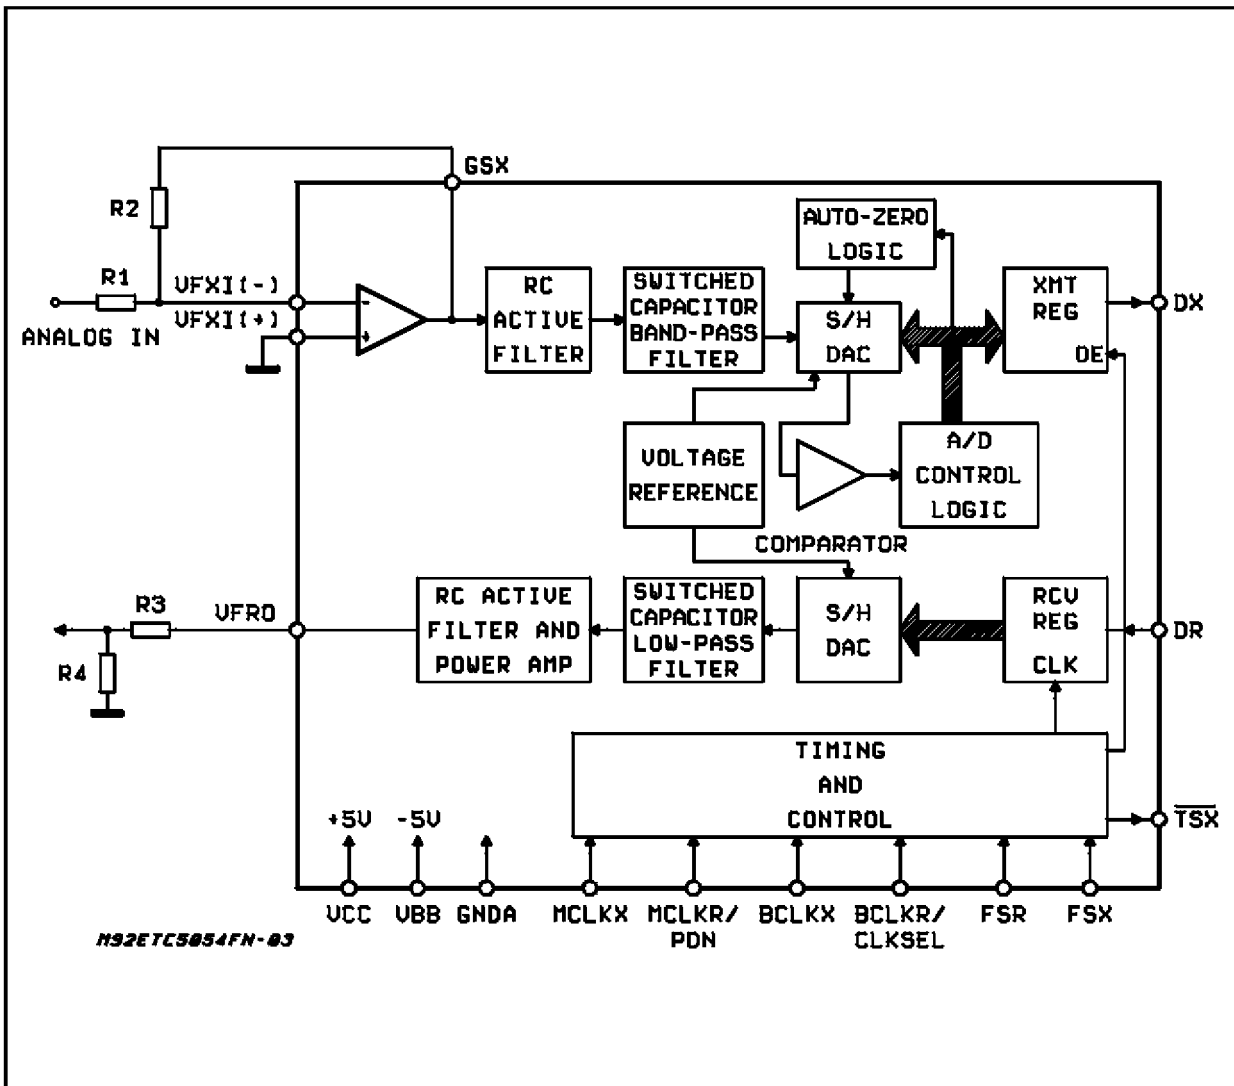 GSX
R2
R1
VFXI(-)
VFXI(+)
ANALOG IN
-
+
RC
ACTIVE
FILTER
SWITCHED
CAPACITOR
BAND-PASS
FILTER
AUTO-ZERO
LOGIC
S/H
DAC
XMT
REG
OE
DX
VOLTAGE
REFERENCE
A/D
CONTROL
LOGIC
COMPARATOR
R3
VFRO
R4
RC ACTIVE
FILTER AND
POWER AMP
SWITCHED
CAPACITOR
LOW-PASS
FILTER
S/H
DAC
RCV
REG
CLK
DR
TIMING
AND
CONTROL
TSX
+5V
-5V
VCC
VBB
GNDA
MCLKX
MCLKR/
PDN
BCLKX
BCLKR/
CLKSEL
FSR
FSX
M92ETC5054FN-03